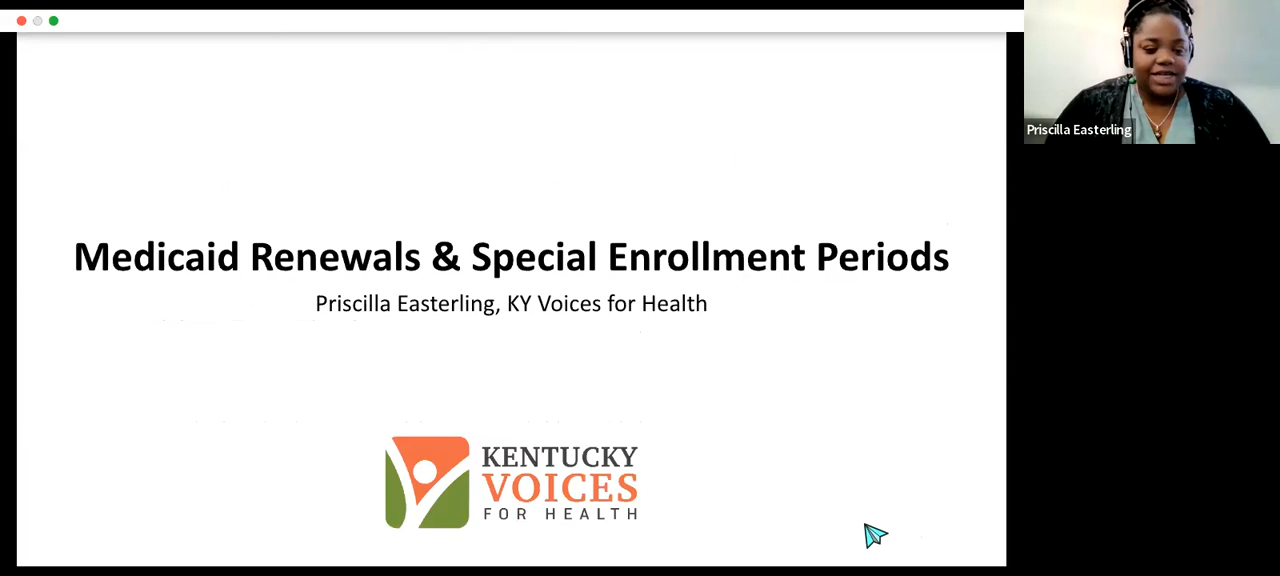 Medicaid Renewals & Special Enrollment Periods
Priscilla Easterling, KY Voices for Health
KENTUCKY
VOICES
FOR HEALTH
Priscilla Easterling